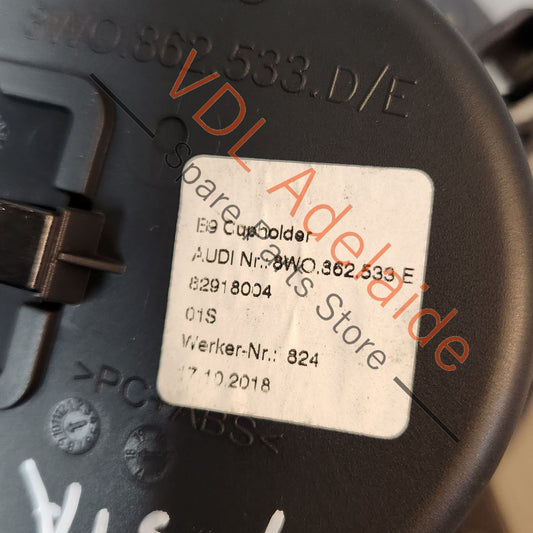 8W0.862.533.D/E
VDL Adelaide
Spare Parts Store
B9 Cupholder
AUDI Nr.: 8W0.862.533 E
82918004
01S
Werker-Nr.: 824
17.10.2018
>PC+ABS<